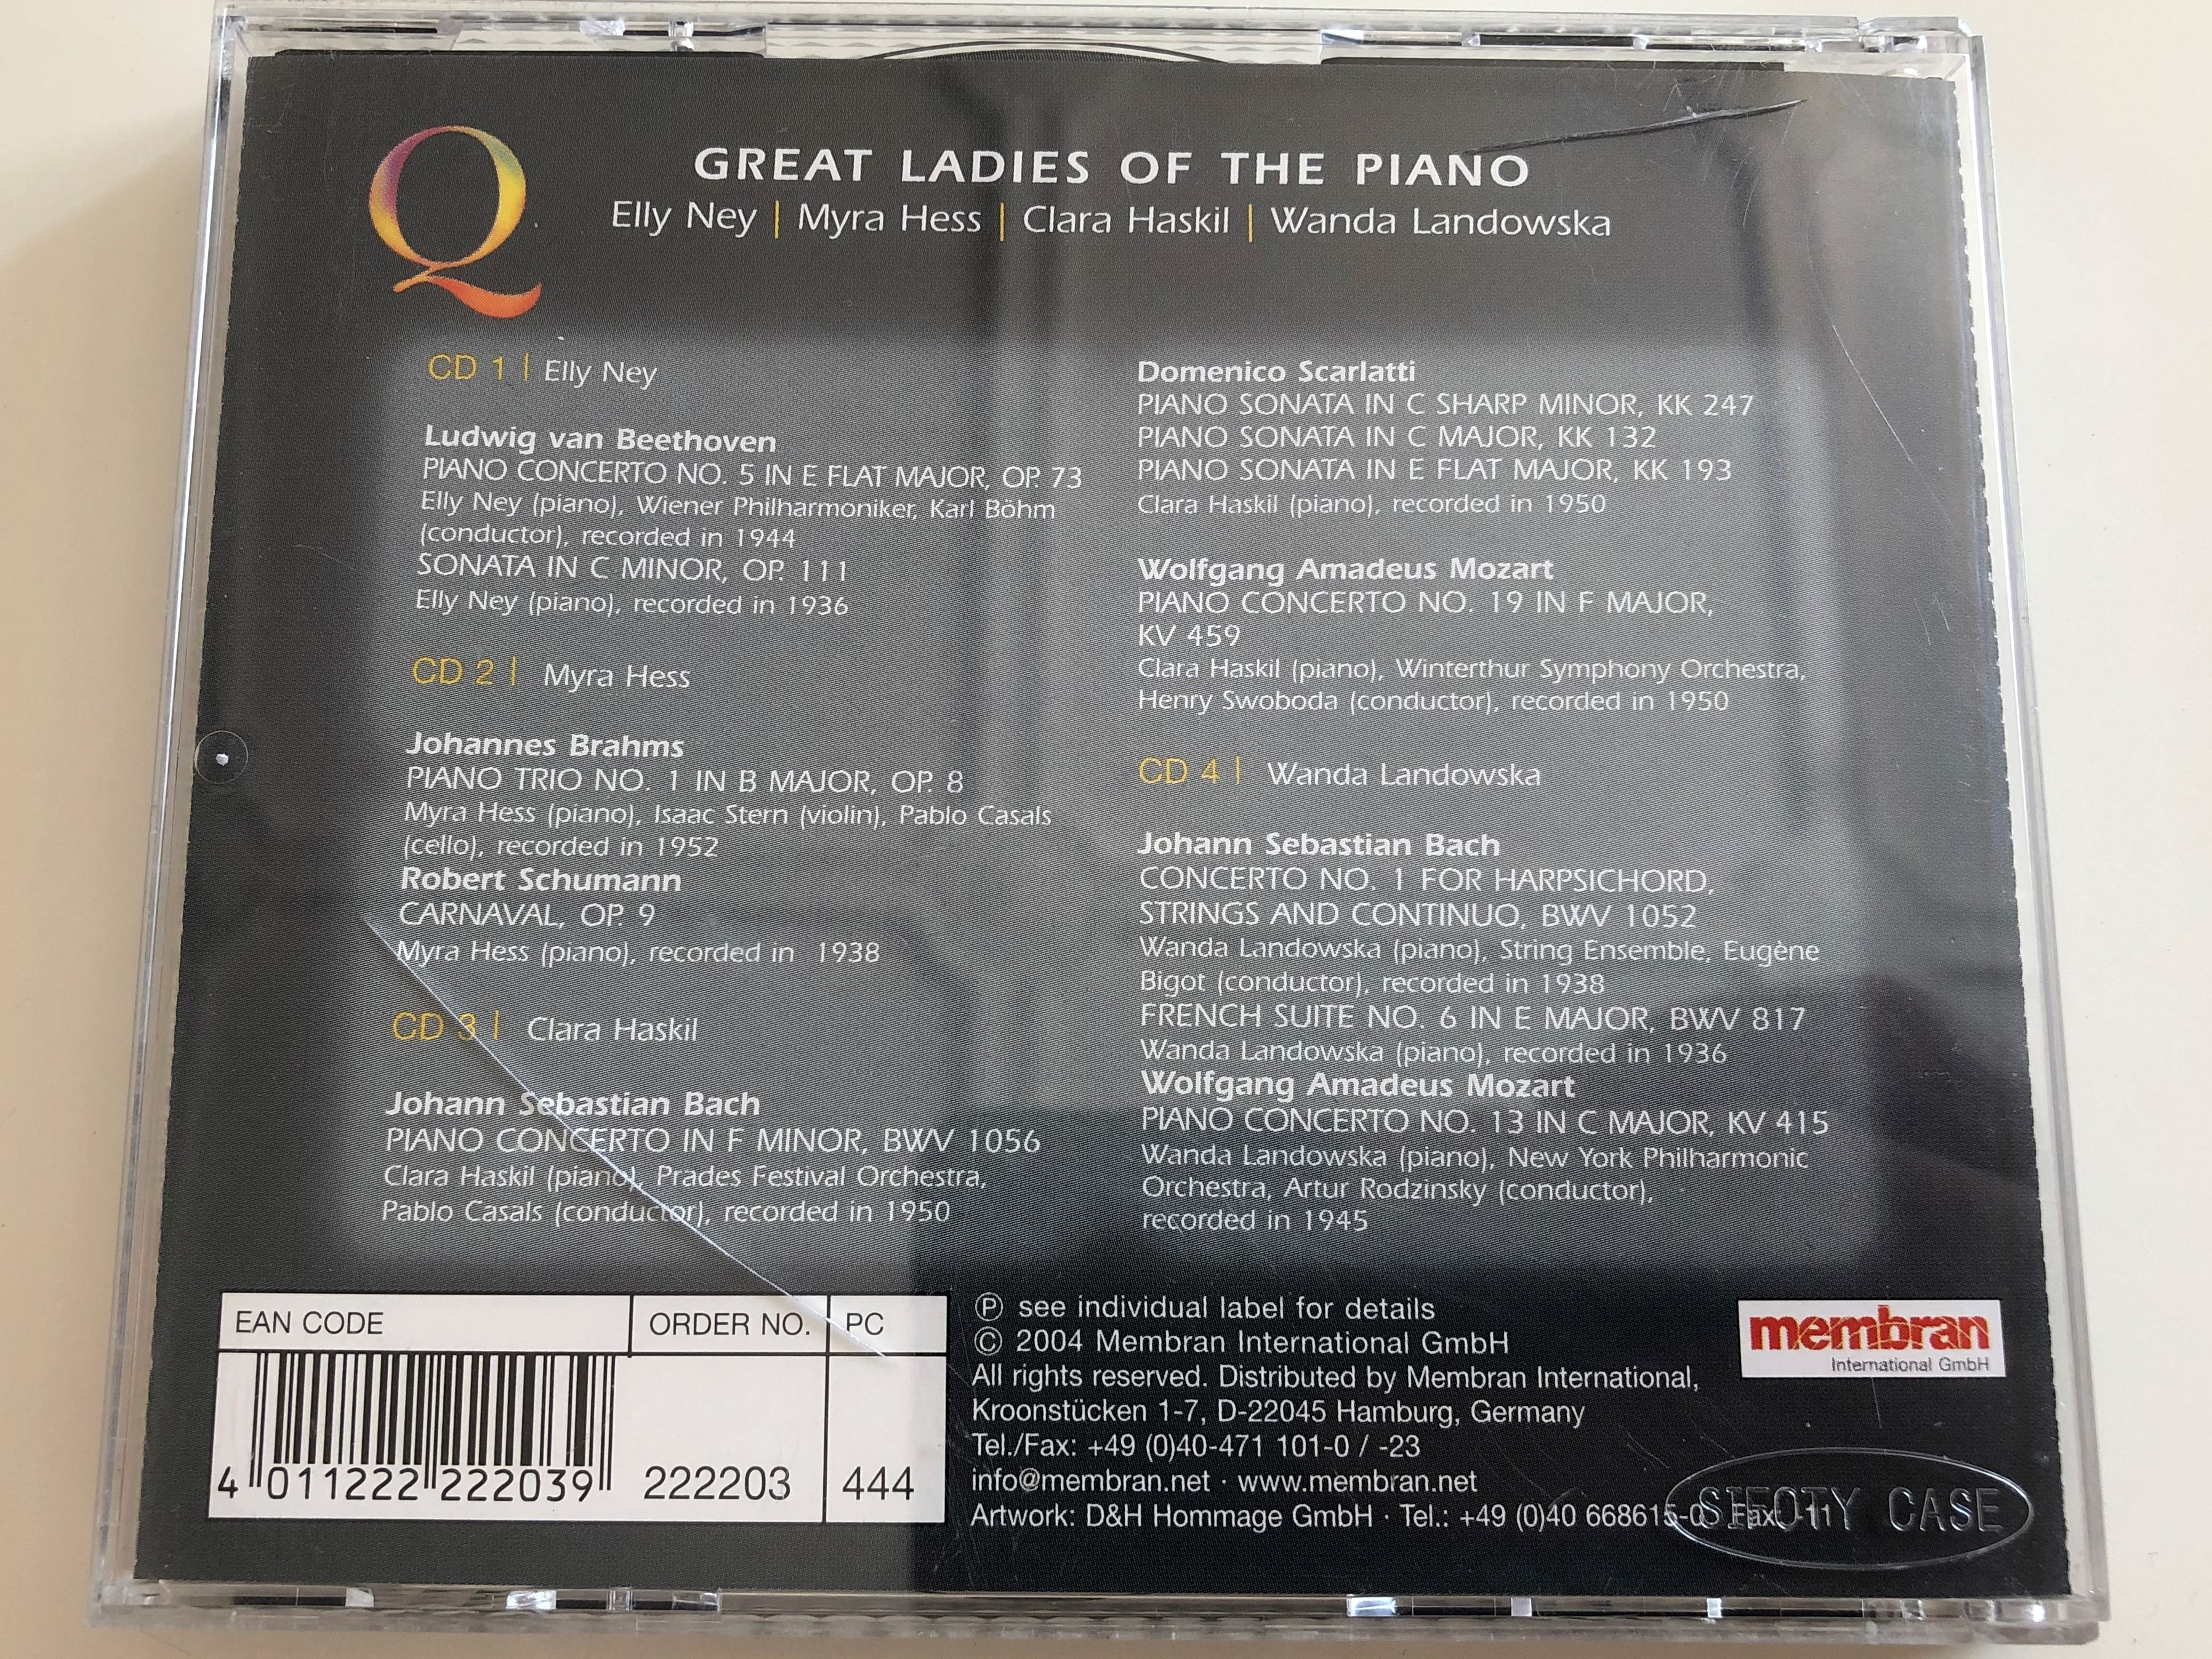 Q
GREAT LADIES OF THE PIANO
Elly Ney | Myra Hess | Clara Haskil | Wanda Landowska
CD 1 | Elly Ney
Ludwig van Beethoven
PIANO CONCERTO NO. 5 IN E FLAT MAJOR, OP. 73
Elly Ney (piano), Wiener Philharmoniker, Karl Böhm
(conductor), recorded in 1944
SONATA IN C MINOR, OP. 111
Elly Ney (piano), recorded in 1936
CD 2 | Myra Hess
Johannes Brahms
PIANO TRIO NO. 1 IN B MAJOR, OP. 8
Myra Hess (piano), Isaac Stern (violin), Pablo Casals
(cello), recorded in 1952
Robert Schumann
CARNAVAL, OP. 9
Myra Hess (piano), recorded in 1938
CD 3 | Clara Haskil
Johann Sebastian Bach
PIANO CONCERTO IN F MINOR, BWV 1056
Clara Haskil (piano), Prades Festival Orchestra,
Pablo Casals (conductor), recorded in 1950
Domenico Scarlatti
PIANO SONATA IN C SHARP MINOR, KK 247
PIANO SONATA IN C MAJOR, KK 132
PIANO SONATA IN E FLAT MAJOR, KK 193
Clara Haskil (piano), recorded in 1950
Wolfgang Amadeus Mozart
PIANO CONCERTO NO. 19 IN F MAJOR,
KV 459
Clara Haskil (piano), Winterthur Symphony Orchestra,
Henry Swoboda (conductor), recorded in 1950
CD 4 | Wanda Landowska
Johann Sebastian Bach
CONCERTO NO. 1 FOR HARPSICHORD,
STRINGS AND CONTINUO, BWV 1052
Wanda Landowska (piano), String Ensemble, Eugène
Bigot (conductor), recorded in 1938
FRENCH SUITE NO. 6 IN E MAJOR, BWV 817
Wanda Landowska (piano), recorded in 1936
Wolfgang Amadeus Mozart
PIANO CONCERTO NO. 13 IN C MAJOR, KV 415
Wanda Landowska (piano), New York Philharmonic
Orchestra, Artur Rodzinsky (conductor),
recorded in 1945
EAN CODE
4 011222 222039
ORDER NO.
222203
PC
444
℗ see individual label for details
© 2004 Membran International GmbH
All rights reserved. Distributed by Membran International,
Kroonstücken 1-7, D-22045 Hamburg, Germany
Tel./Fax: +49 (0)40-471 101-0 / -23
info@membran.net · www.membran.net
Artwork: D&H Hommage GmbH · Tel.: +49 (0)40 668615-0 · Fax: -11
membran
International GmbH
SIFOTY CASE